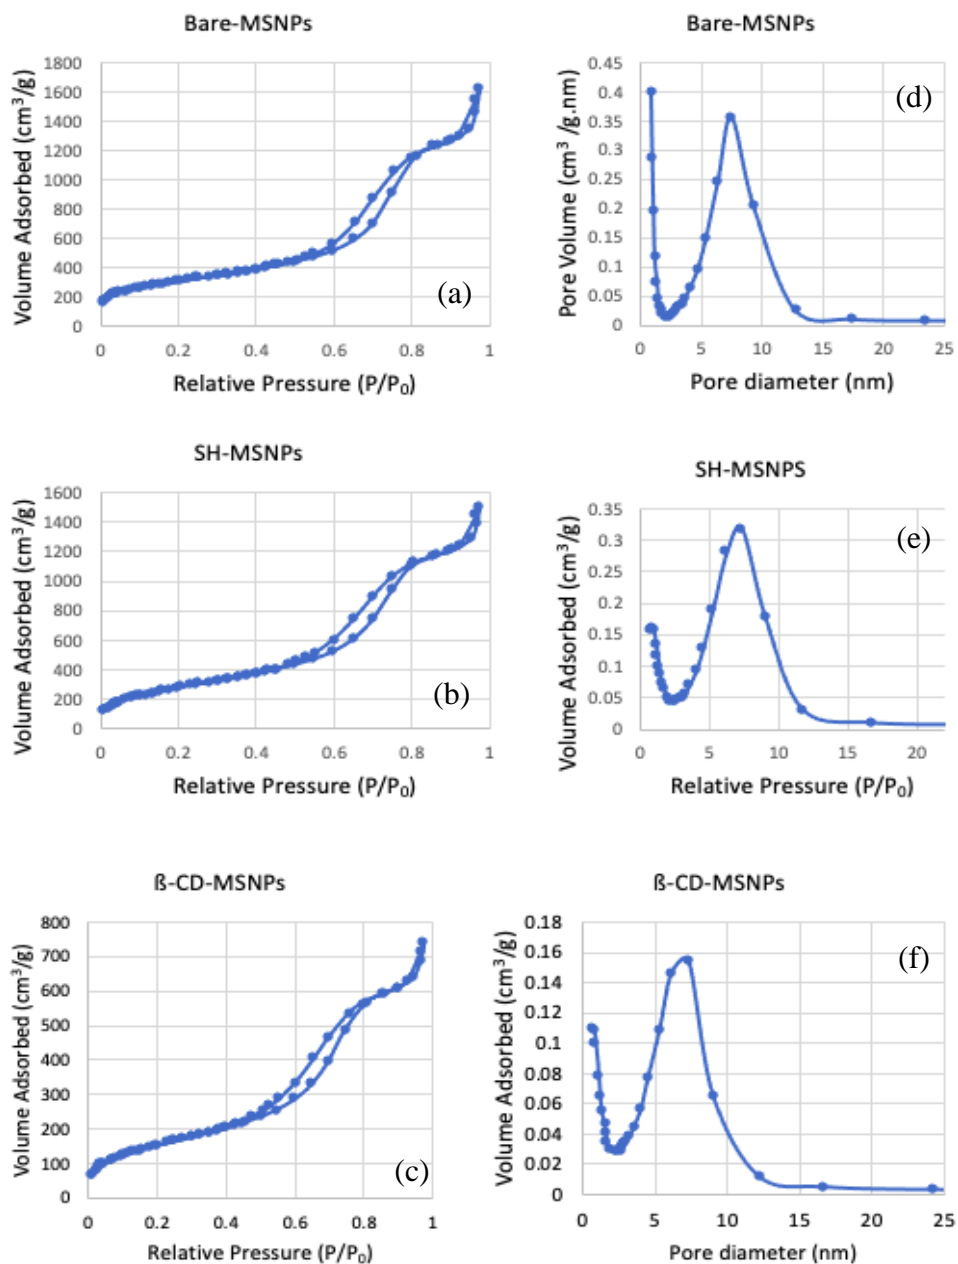 Bare-MSNPs
Volume Adsorbed (cm³/g)
1800
1600
1400
1200
1000
800
600
400
200
0
(a)
0 0.2 0.4 0.6 0.8 1
Relative Pressure (P/P₀)
Bare-MSNPs
Pore Volume (cm³ /g.nm)
0.45
0.4
0.35
0.3
0.25
0.2
0.15
0.1
0.05
0
(d)
0 5 10 15 20 25
Pore diameter (nm)
SH-MSNPs
Volume Adsorbed (cm³/g)
1600
1400
1200
1000
800
600
400
200
0
(b)
0 0.2 0.4 0.6 0.8 1
Relative Pressure (P/P₀)
SH-MSNPS
Volume Adsorbed (cm³/g)
0.35
0.3
0.25
0.2
0.15
0.1
0.05
0
(e)
0 5 10 15 20
Relative Pressure (P/P₀)
ß-CD-MSNPs
Volume Adsorbed (cm³/g)
800
700
600
500
400
300
200
100
0
(c)
0 0.2 0.4 0.6 0.8 1
Relative Pressure (P/P₀)
ß-CD-MSNPs
Volume Adsorbed (cm³/g)
0.18
0.16
0.14
0.12
0.1
0.08
0.06
0.04
0.02
0
(f)
0 5 10 15 20 25
Pore diameter (nm)